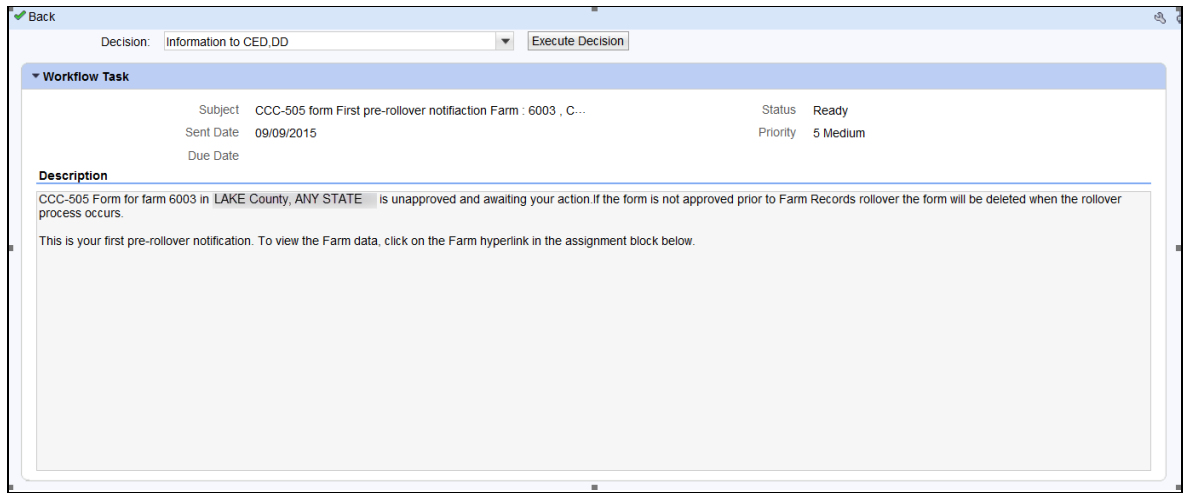 Back
Decision: Information to CED,DD Execute Decision
Workflow Task
Subject CCC-505 form First pre-rollover notifiaction Farm : 6003 , C... Status Ready
Sent Date 09/09/2015 Priority 5 Medium
Due Date
Description
CCC-505 Form for farm 6003 in LAKE County, ANY STATE is unapproved and awaiting your action.If the form is not approved prior to Farm Records rollover the form will be deleted when the rollover
process occurs.
This is your first pre-rollover notification. To view the Farm data, click on the Farm hyperlink in the assignment block below.